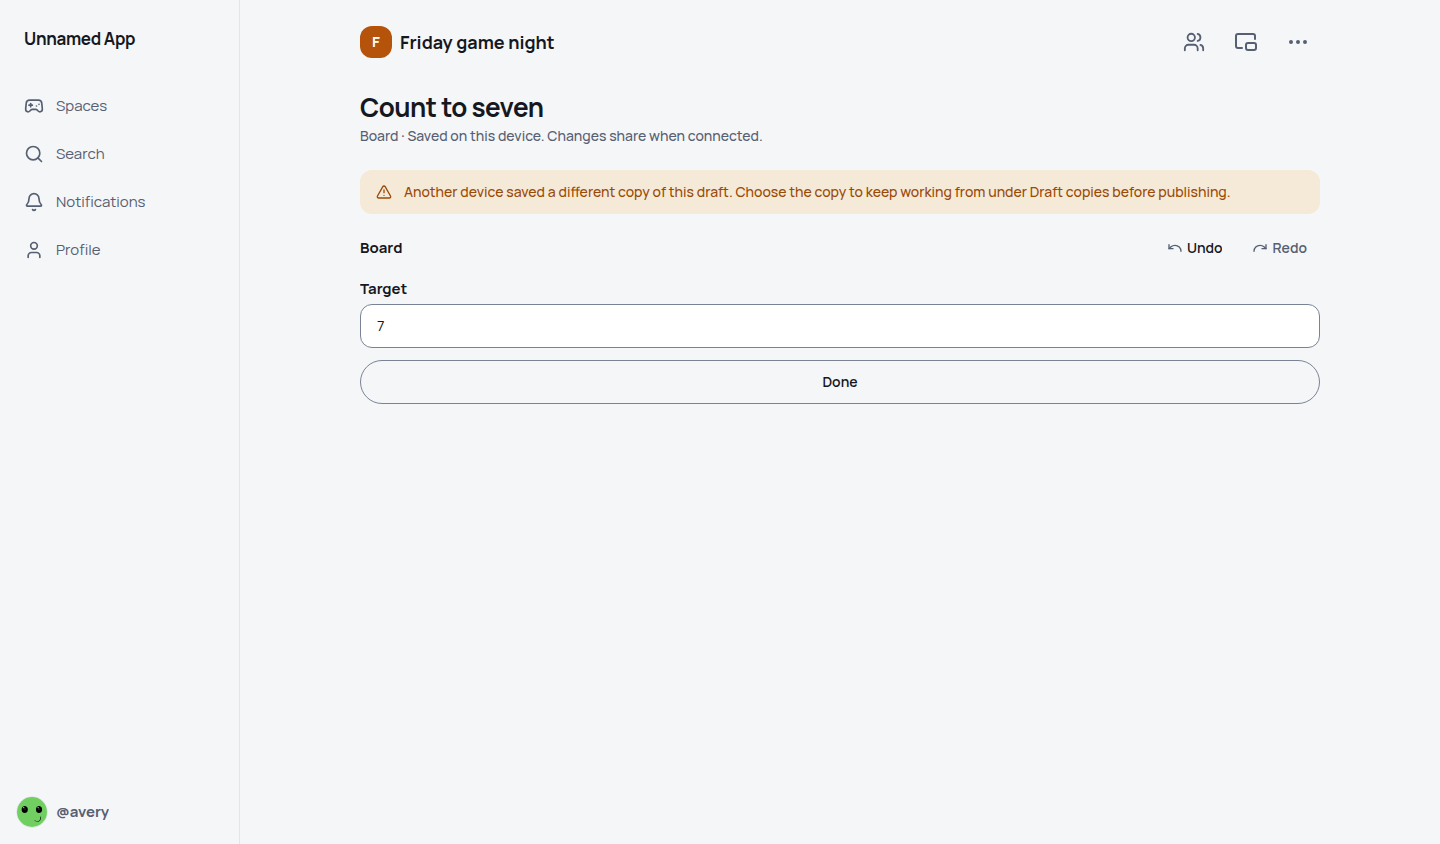 Unnamed App
Spaces
Search
Notifications
Profile
@avery
F
Friday game night
Count to seven
Board · Saved on this device. Changes share when connected.
Another device saved a different copy of this draft. Choose the copy to keep working from under Draft copies before publishing.
Board
Undo
Redo
Target
7
Done